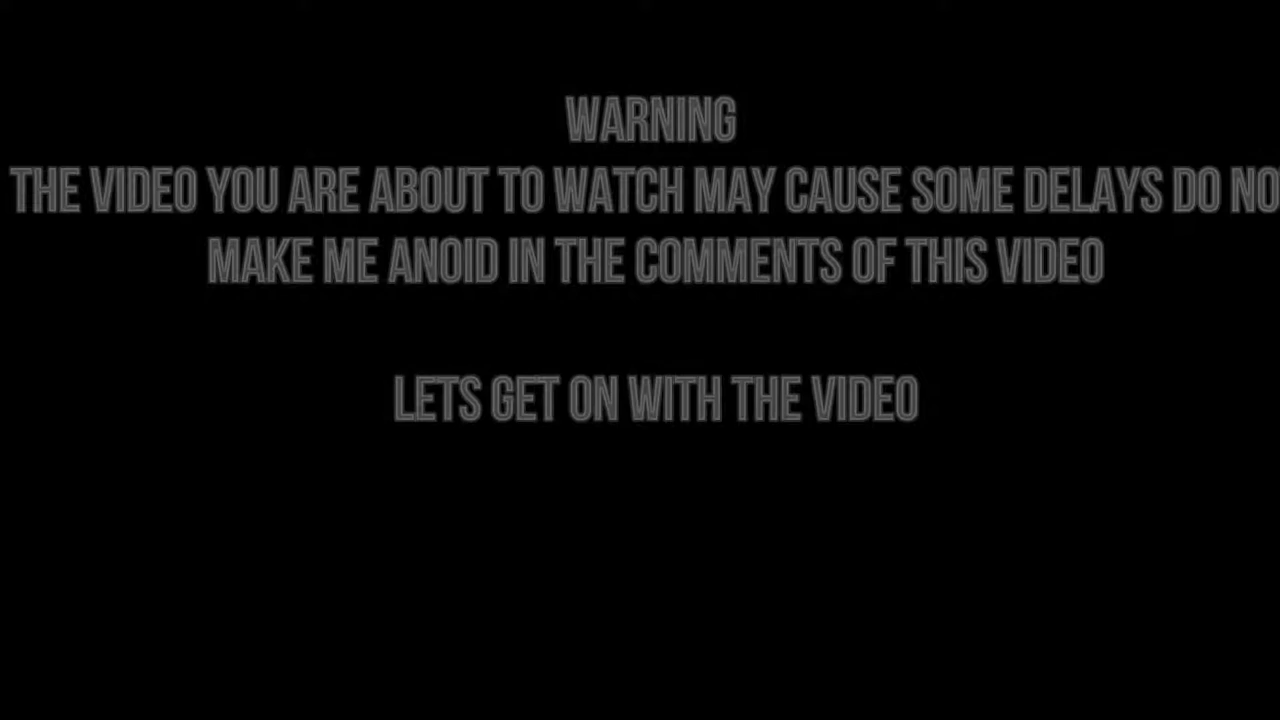 WARNING
THE VIDEO YOU ARE ABOUT TO WATCH MAY CAUSE SOME DELAYS DO NO
MAKE ME ANOID IN THE COMMENTS OF THIS VIDEO
LETS GET ON WITH THE VIDEO